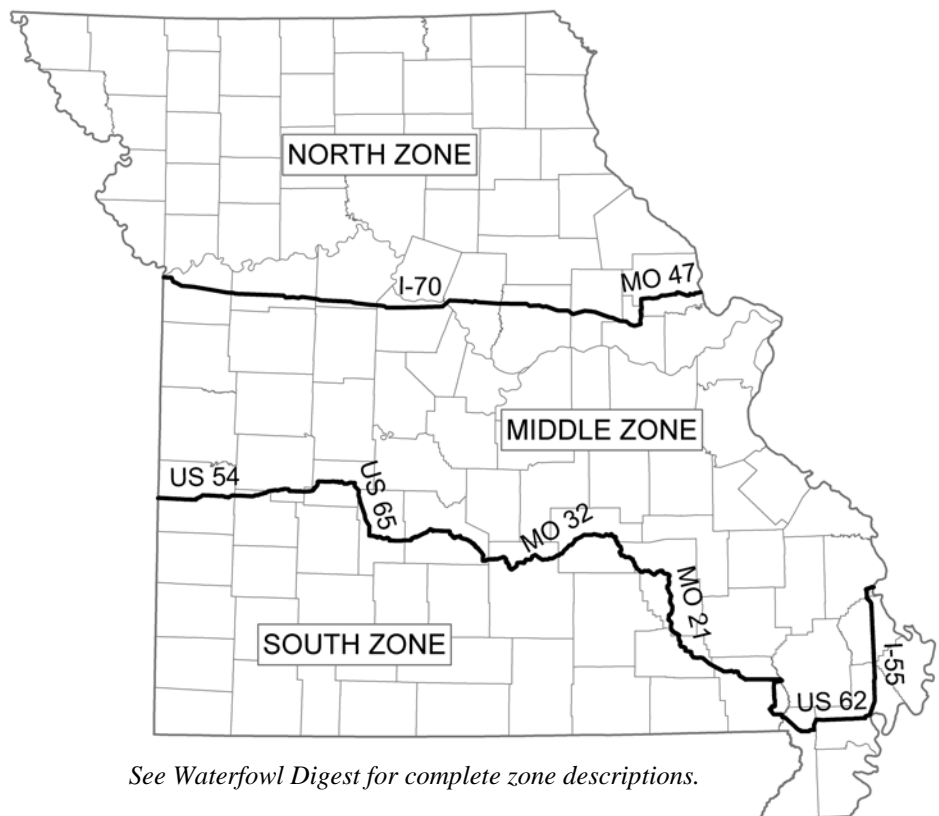 NORTH ZONE
I-70
MO 47
MIDDLE ZONE
US 54
US 65
MO 32
MO 21
SOUTH ZONE
I-55
US 62
See Waterfowl Digest for complete zone descriptions.